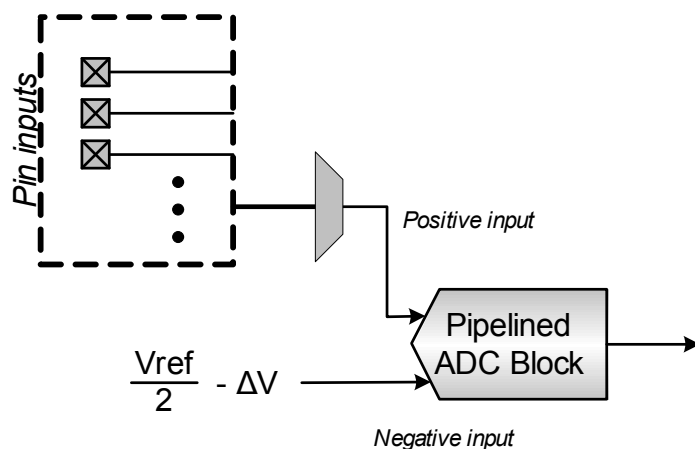 Pin inputs
Positive input
Pipelined
ADC Block
Vref
2
- ΔV
Negative input